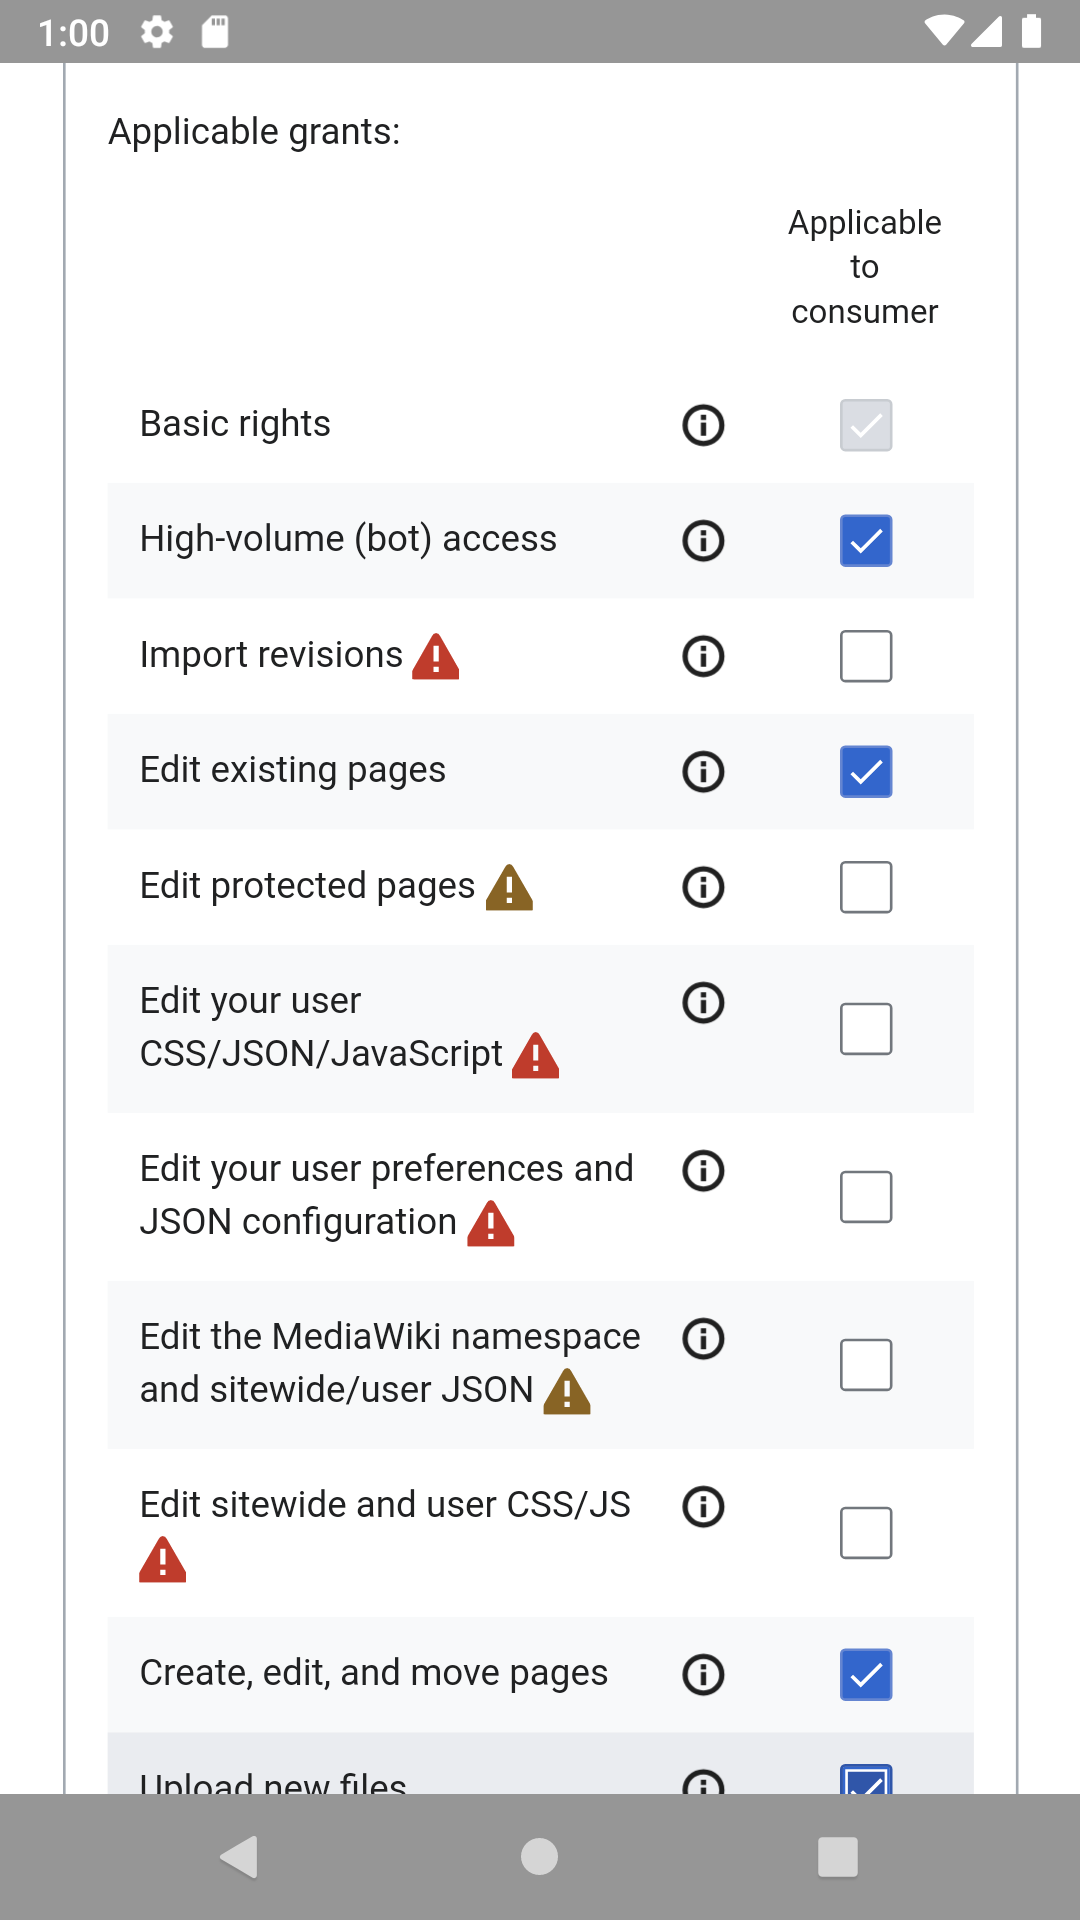 1:00
Applicable grants:
Applicable
to
consumer
Basic rights
High-volume (bot) access
Import revisions
Edit existing pages
Edit protected pages
Edit your user
CSS/JSON/JavaScript
Edit your user preferences and
JSON configuration
Edit the MediaWiki namespace
and sitewide/user JSON
Edit sitewide and user CSS/JS
Create, edit, and move pages
Upload new files